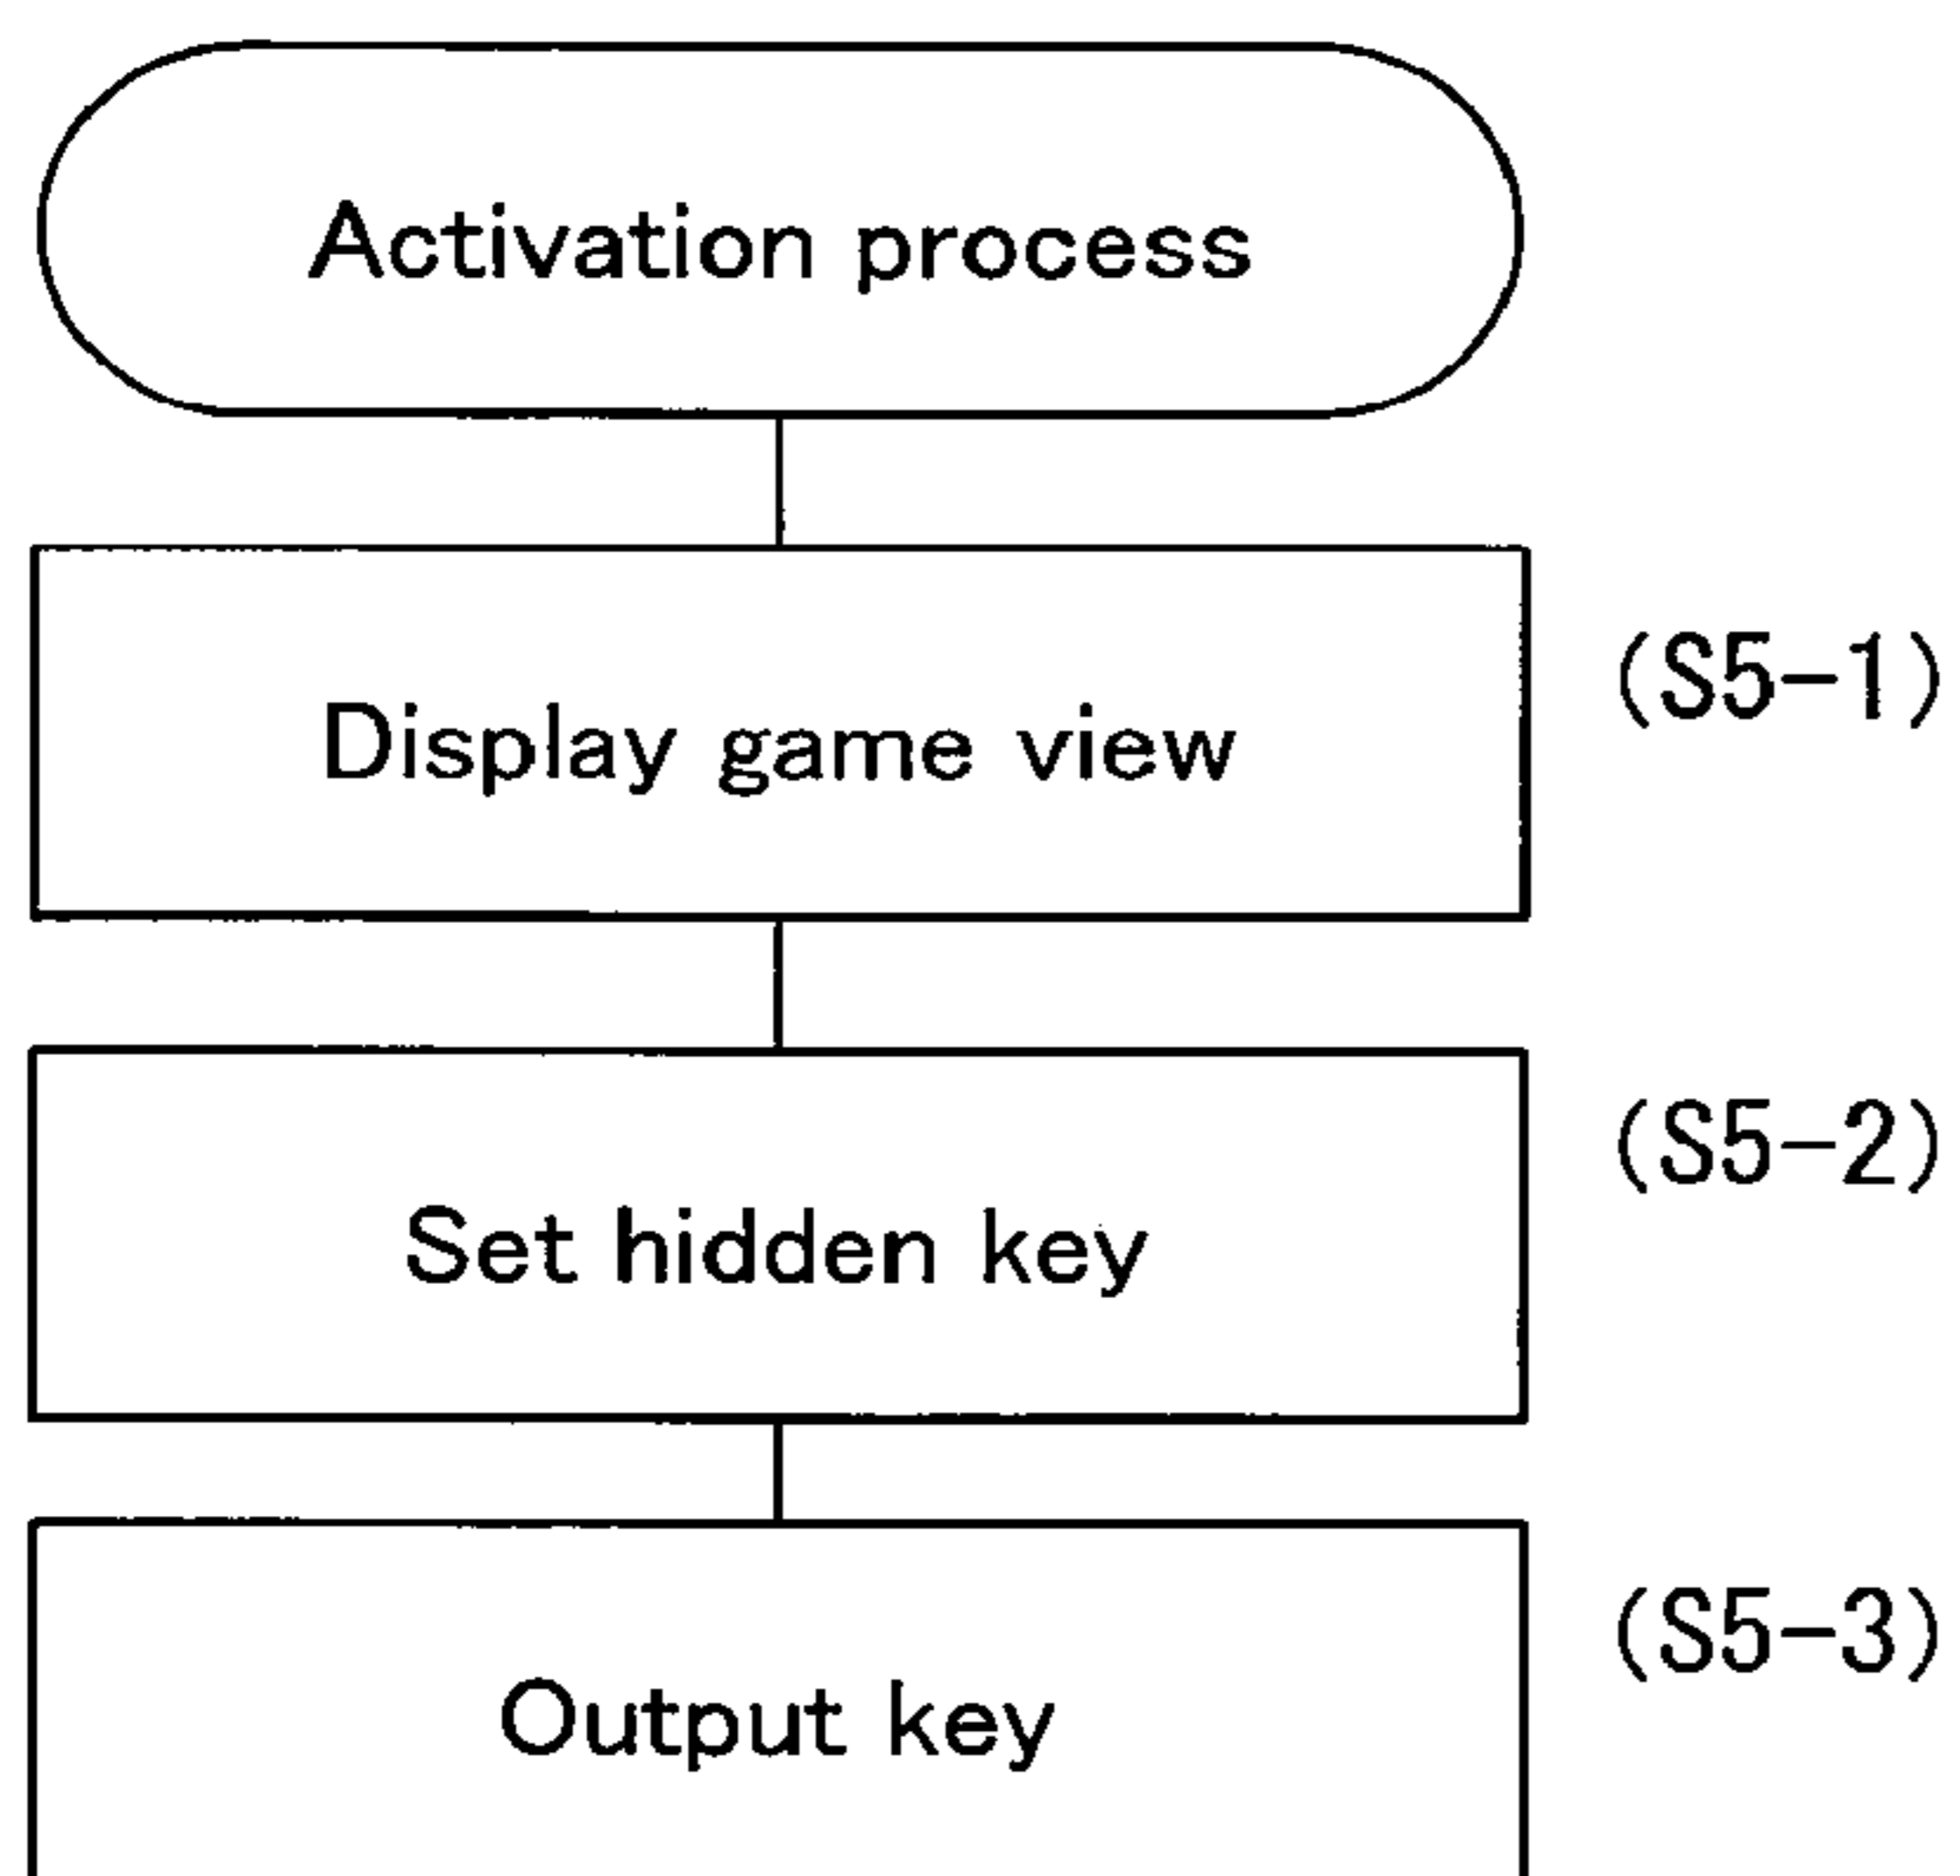 Activation process
Display game view
(S5-1)
Set hidden key
(S5-2)
Output key
(S5-3)